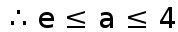 ∴ e ≤ a ≤ 4